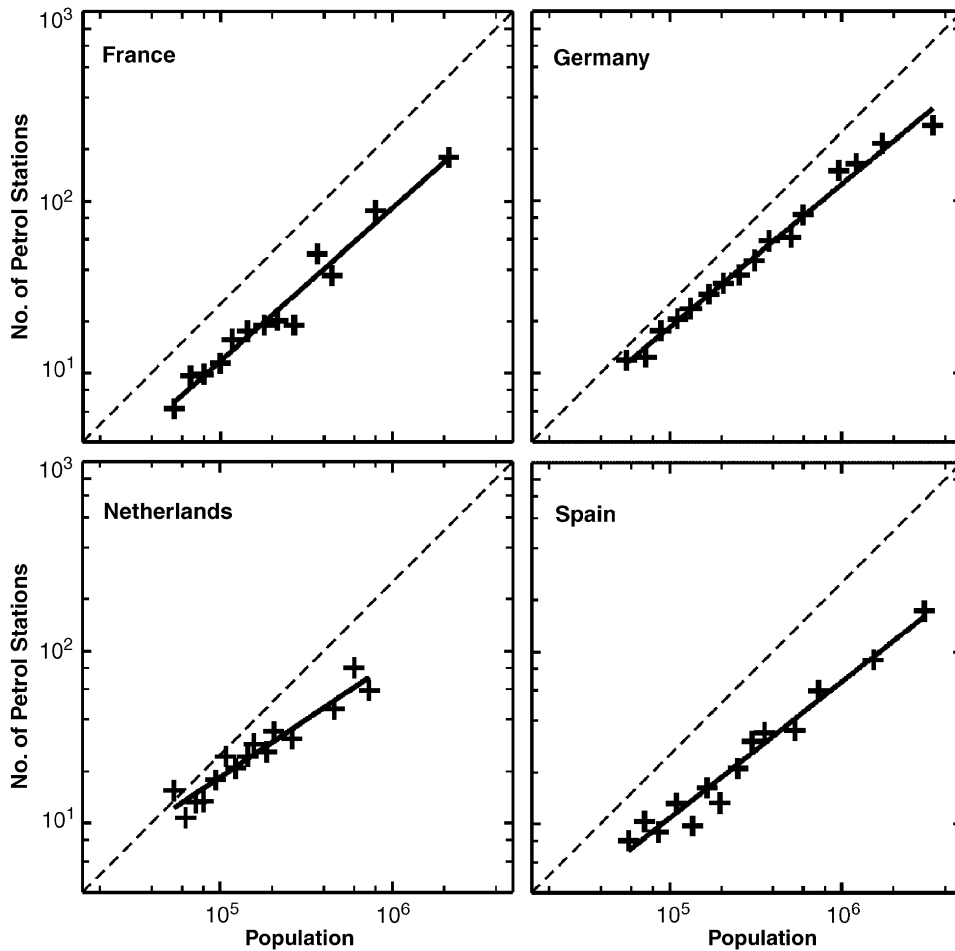 10³
France
Germany
No. of Petrol Stations
10²
10¹
10³
Netherlands
Spain
No. of Petrol Stations
10²
10¹
10⁵
10⁶
10⁵
10⁶
Population
Population